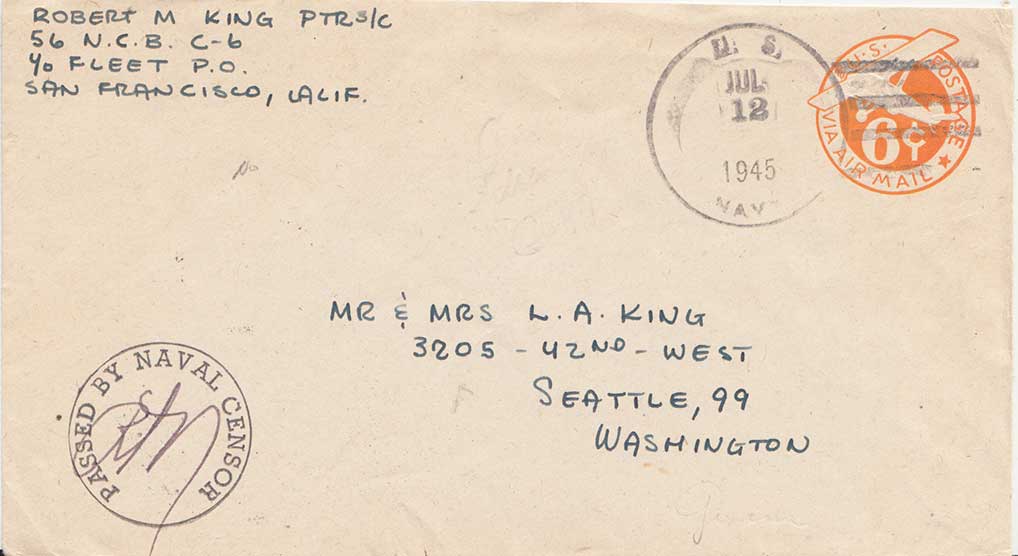 ROBERT M KING PTRS/C
56 N.C.B. C-6
c/o FLEET P.O.
SAN FRANCISCO, CALIF.
U. S.
JUL
12
1945
NAVY
U.S. POSTAGE
6¢
VIA AIR MAIL
MR & MRS L. A. KING
3205 - 42ND - WEST
SEATTLE, 99
WASHINGTON
PASSED BY NAVAL CENSOR